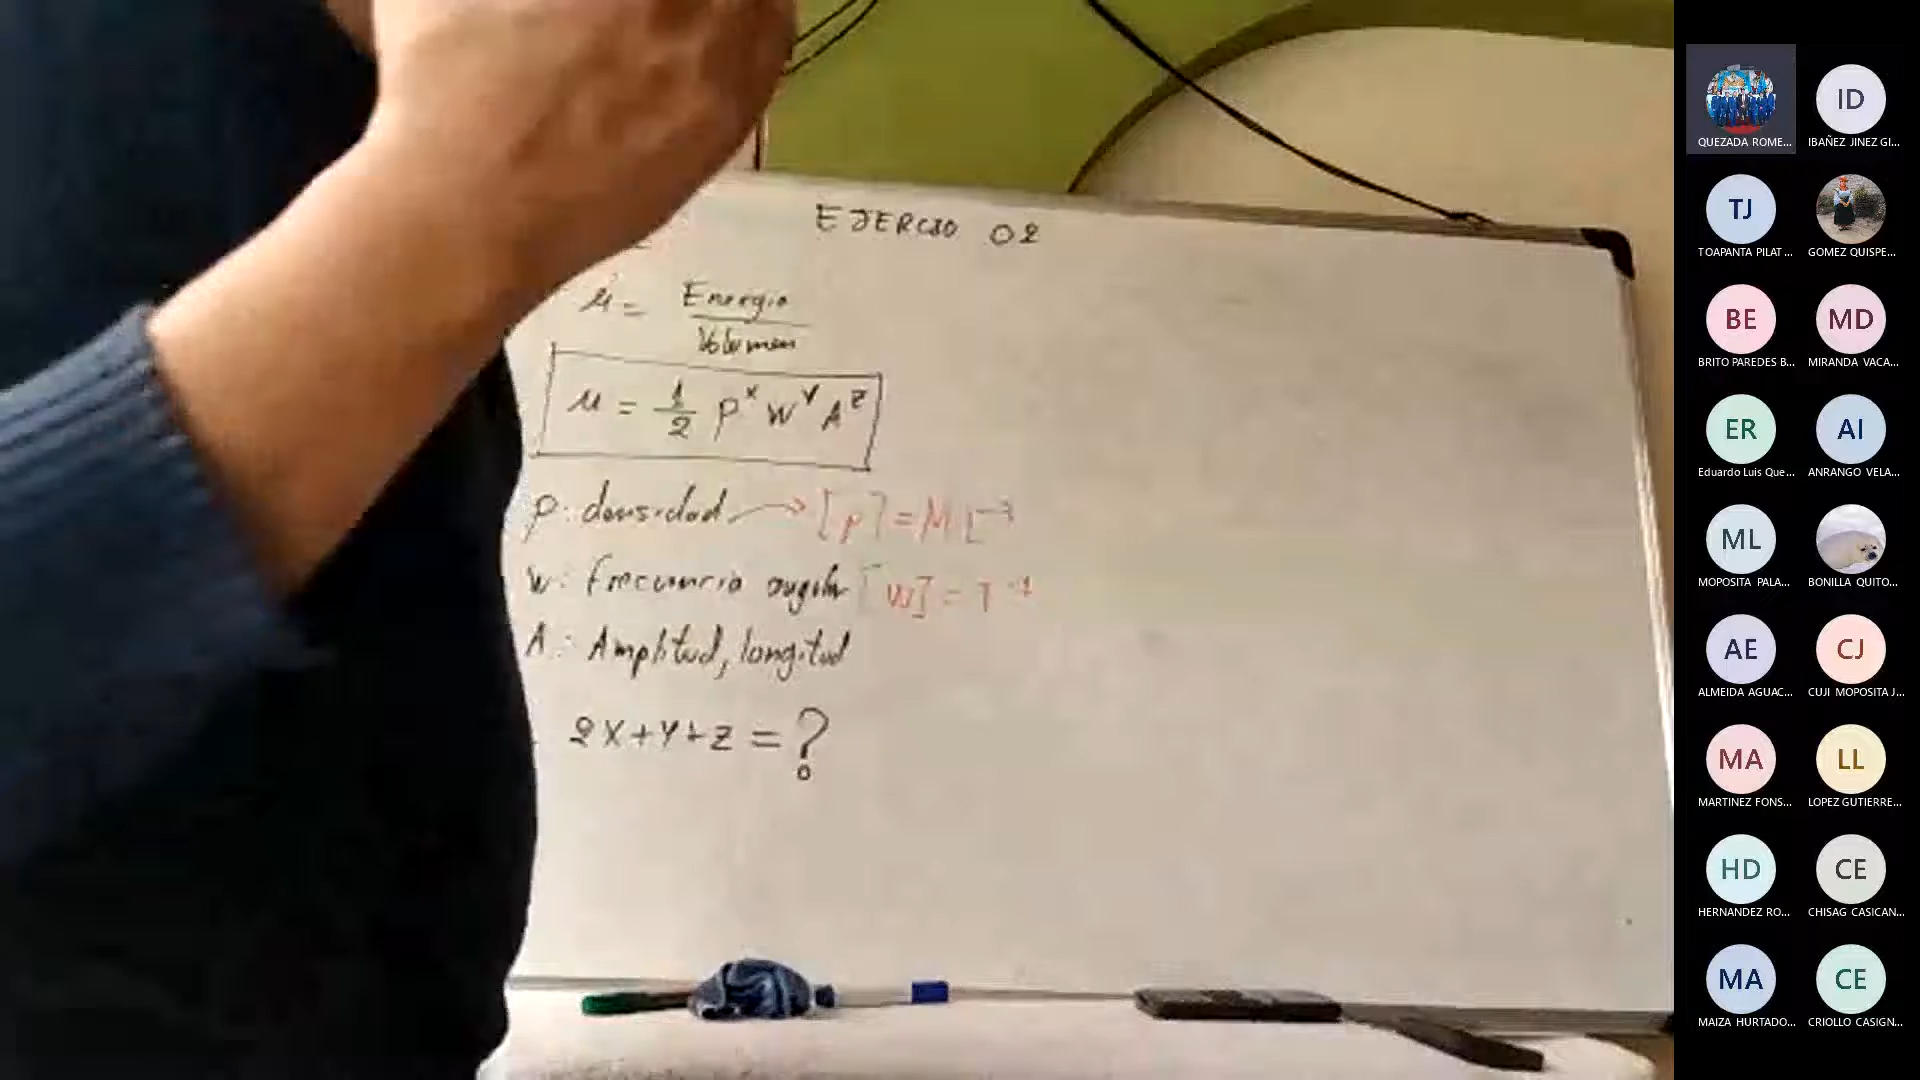 EJERCIO 02
μ = Energia / Volumen
μ = 1/2 ρ^x W^y A^z
ρ: densidad → [ρ] = M L^-3
W: frecuencia angular [W] = T^-1
A: Amplitud, longitud
2X+Y+Z = ?
QUEZADA ROME...
ID
IBAÑEZ JINEZ GI...
TJ
TOAPANTA PILAT...
GOMEZ QUISPE...
BE
BRITO PAREDES B...
MD
MIRANDA VACA...
ER
Eduardo Luis Que...
AI
ANRANGO VELA...
ML
MOPOSITA PALA...
BONILLA QUITO...
AE
ALMEIDA AGUAC...
CJ
CUJI MOPOSITA J...
MA
MARTINEZ FONS...
LL
LOPEZ GUTIERRE...
HD
HERNANDEZ RO...
CE
CHISAG CASICAN...
MA
MAIZA HURTADO...
CE
CRIOLLO CASIGN...